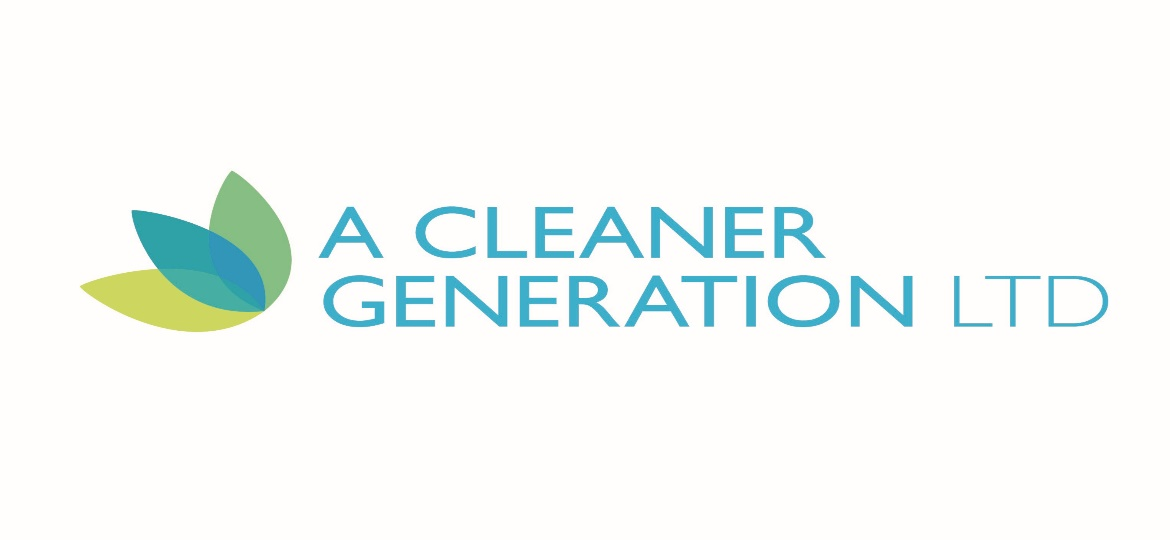 A CLEANER
GENERATION LTD